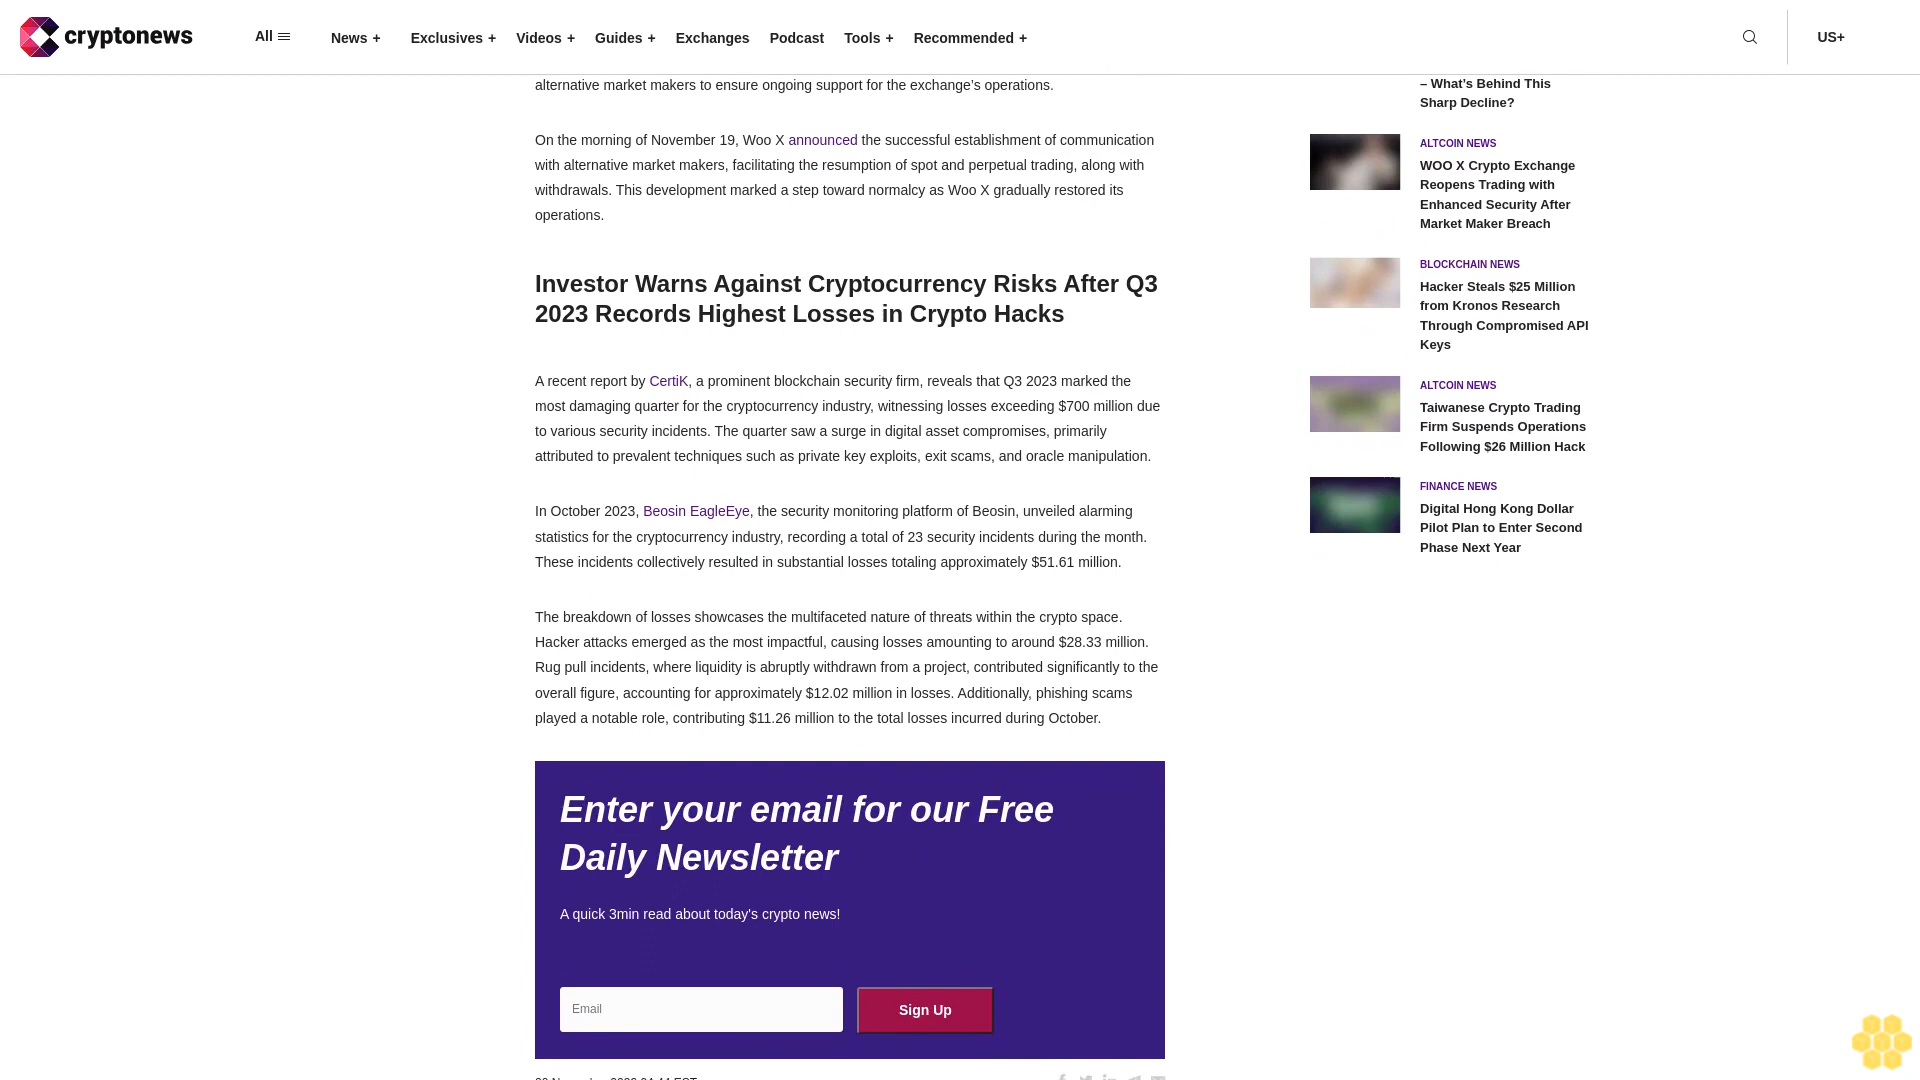 cryptonews
All
News +
Exclusives +
Videos +
Guides +
Exchanges
Podcast
Tools +
Recommended +
US+
alternative market makers to ensure ongoing support for the exchange’s operations.
On the morning of November 19, Woo X announced the successful establishment of communication
with alternative market makers, facilitating the resumption of spot and perpetual trading, along with
withdrawals. This development marked a step toward normalcy as Woo X gradually restored its
operations.
Investor Warns Against Cryptocurrency Risks After Q3
2023 Records Highest Losses in Crypto Hacks
A recent report by CertiK, a prominent blockchain security firm, reveals that Q3 2023 marked the
most damaging quarter for the cryptocurrency industry, witnessing losses exceeding $700 million due
to various security incidents. The quarter saw a surge in digital asset compromises, primarily
attributed to prevalent techniques such as private key exploits, exit scams, and oracle manipulation.
In October 2023, Beosin EagleEye, the security monitoring platform of Beosin, unveiled alarming
statistics for the cryptocurrency industry, recording a total of 23 security incidents during the month.
These incidents collectively resulted in substantial losses totaling approximately $51.61 million.
The breakdown of losses showcases the multifaceted nature of threats within the crypto space.
Hacker attacks emerged as the most impactful, causing losses amounting to around $28.33 million.
Rug pull incidents, where liquidity is abruptly withdrawn from a project, contributed significantly to the
overall figure, accounting for approximately $12.02 million in losses. Additionally, phishing scams
played a notable role, contributing $11.26 million to the total losses incurred during October.
Enter your email for our Free
Daily Newsletter
A quick 3min read about today's crypto news!
Email
Sign Up
– What’s Behind This
Sharp Decline?
ALTCOIN NEWS
WOO X Crypto Exchange
Reopens Trading with
Enhanced Security After
Market Maker Breach
BLOCKCHAIN NEWS
Hacker Steals $25 Million
from Kronos Research
Through Compromised API
Keys
ALTCOIN NEWS
Taiwanese Crypto Trading
Firm Suspends Operations
Following $26 Million Hack
FINANCE NEWS
Digital Hong Kong Dollar
Pilot Plan to Enter Second
Phase Next Year